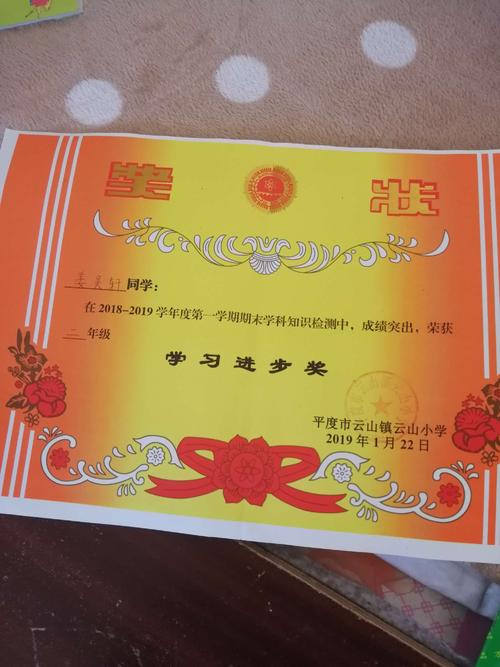 奖状
姜昊轩同学：
在2018-2019学年度第一学期期末学科知识检测中，成绩突出，荣获
二年级
学习进步奖
平度市云山镇云山小学
2019年1月22日